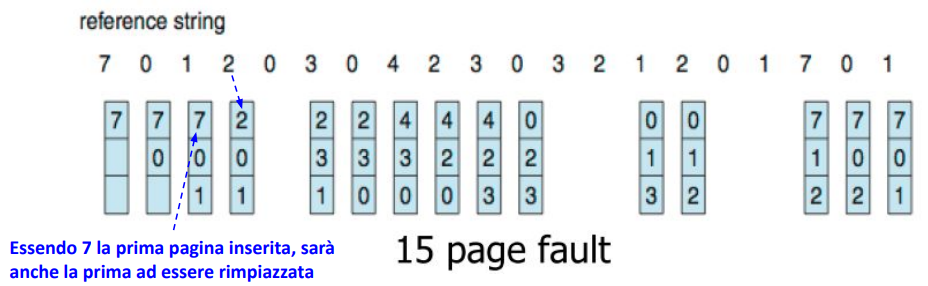 reference string
7 0 1 2 0 3 0 4 2 3 0 3 2 1 2 0 1 7 0 1
7 7 7 2 2 2 4 4 4 0 0 0 7 7 7
0 0 0 3 3 3 2 2 2 1 1 1 0 0
1 1 1 0 0 0 3 3 3 2 2 2 1
Essendo 7 la prima pagina inserita, sarà
anche la prima ad essere rimpiazzata
15 page fault